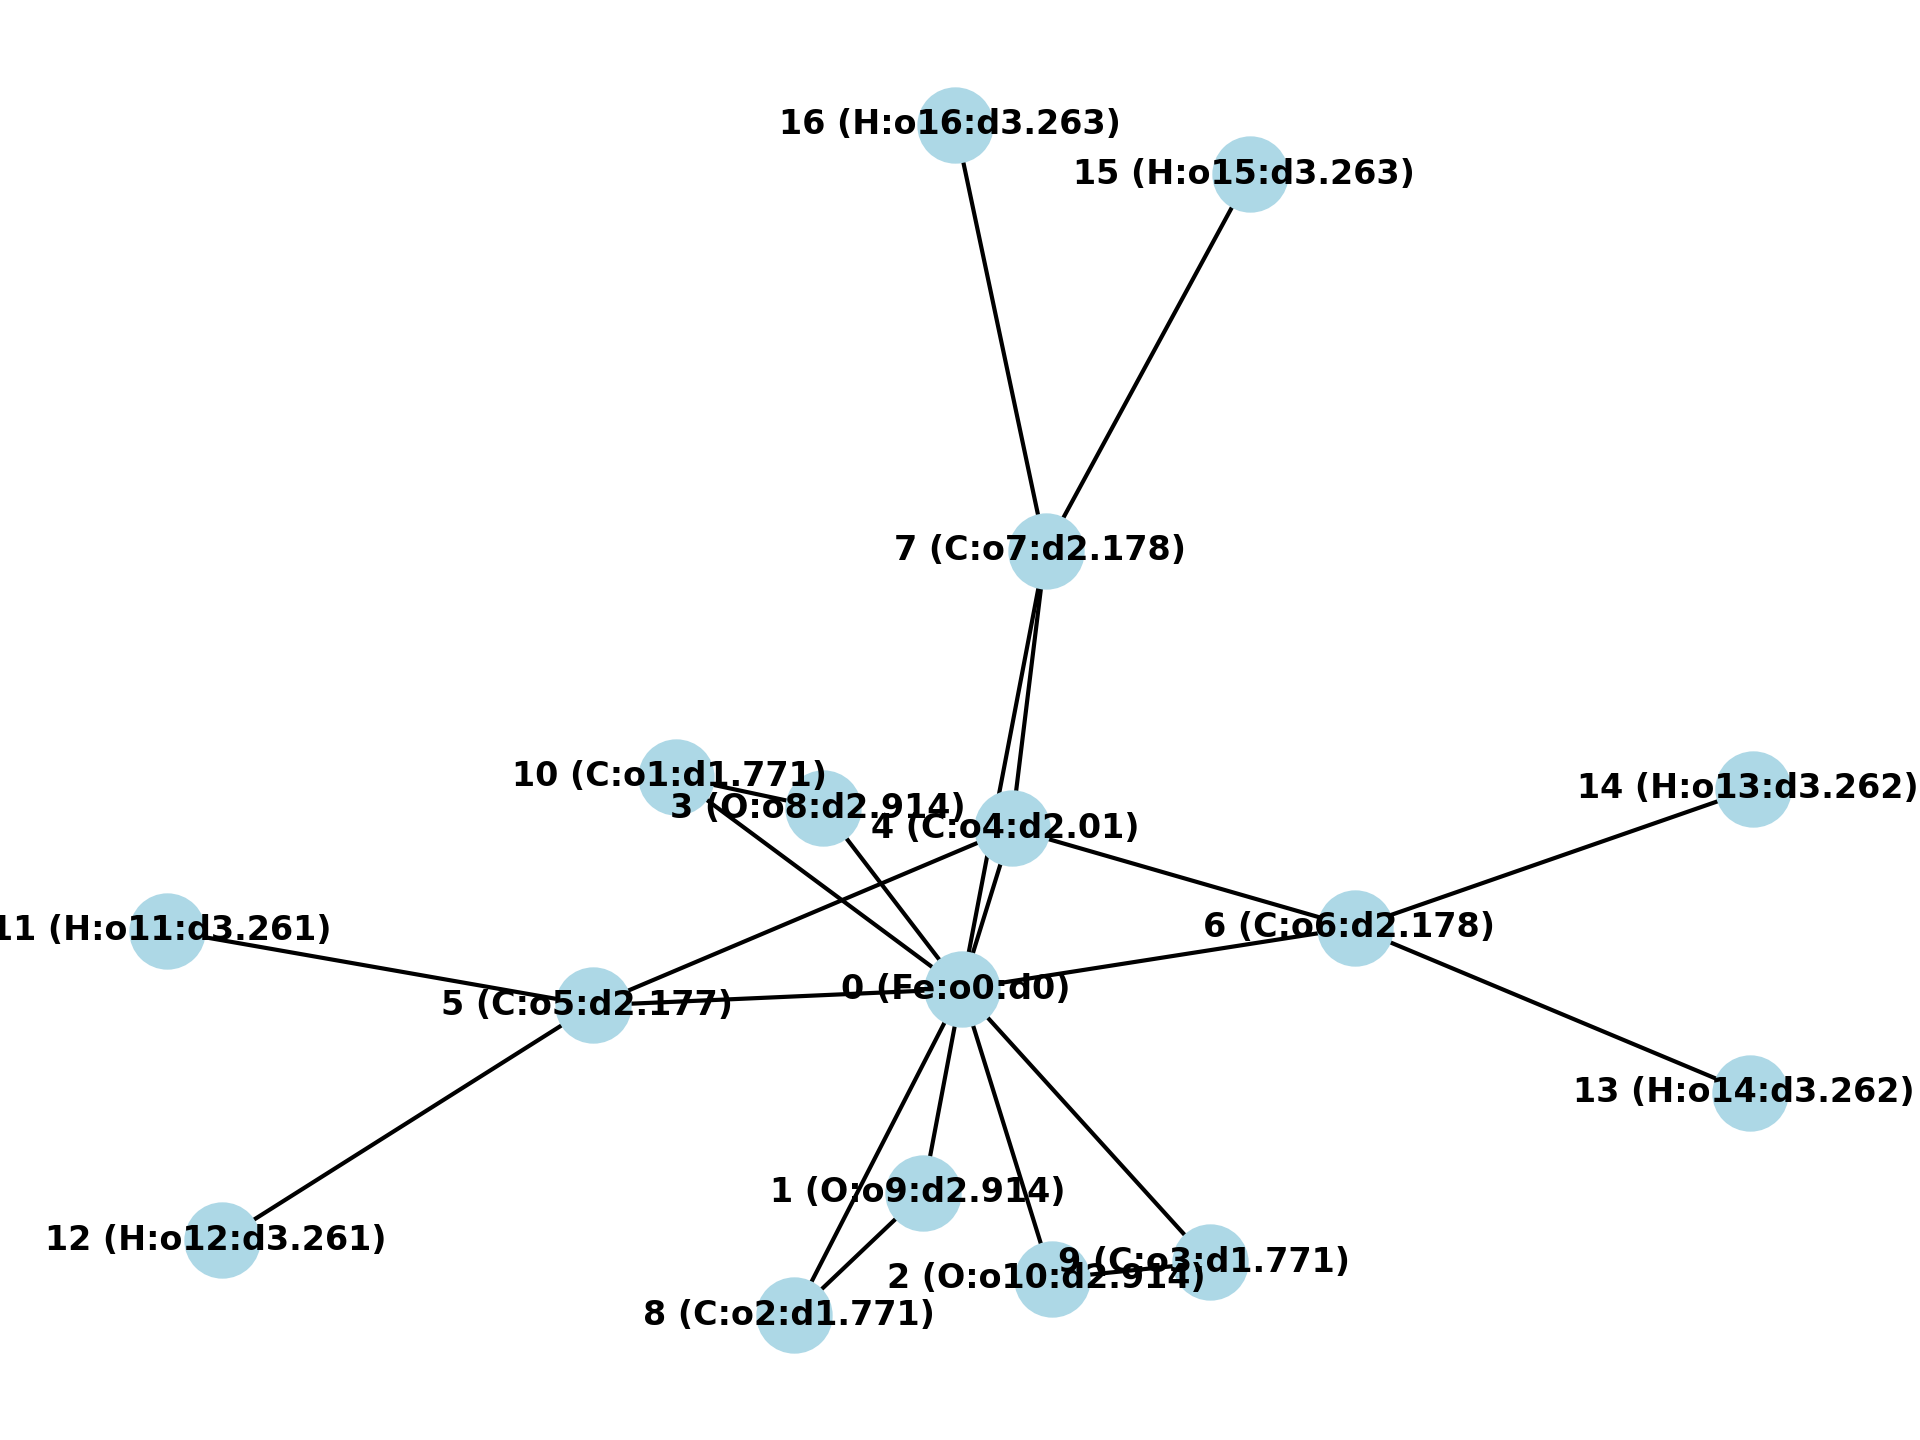 16 (H:o16:d3.263)
15 (H:o15:d3.263)
7 (C:o7:d2.178)
10 (C:o1:d1.771)
3 (O:o8:d2.914)
4 (C:o4:d2.01)
14 (H:o13:d3.262)
11 (H:o11:d3.261)
6 (C:o6:d2.178)
5 (C:o5:d2.177)
0 (Fe:o0:d0)
13 (H:o14:d3.262)
1 (O:o9:d2.914)
12 (H:o12:d3.261)
9 (C:o3:d1.771)
2 (O:o10:d2.914)
8 (C:o2:d1.771)